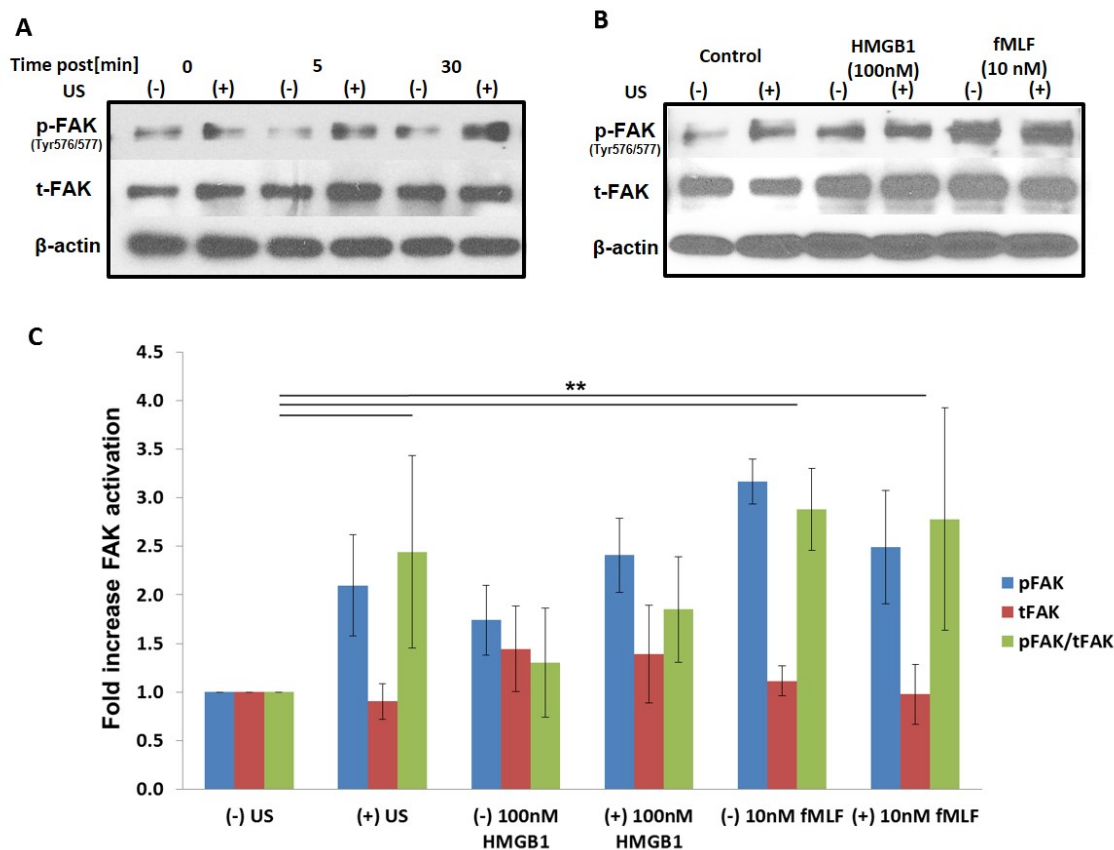 A
Time post[min] 0 5 30
US (-) (+) (-) (+) (-) (+)
p-FAK
(Tyr576/577)
t-FAK
β-actin
B
Control HMGB1 (100nM) fMLF (10 nM)
US (-) (+) (-) (+) (-) (+)
p-FAK
(Tyr576/577)
t-FAK
β-actin
C
Fold increase FAK activation
4.5
4.0
3.5
3.0
2.5
2.0
1.5
1.0
0.5
0.0
**
pFAK
tFAK
pFAK/tFAK
(-) US (+) US (-) 100nM HMGB1 (+) 100nM HMGB1 (-) 10nM fMLF (+) 10nM fMLF